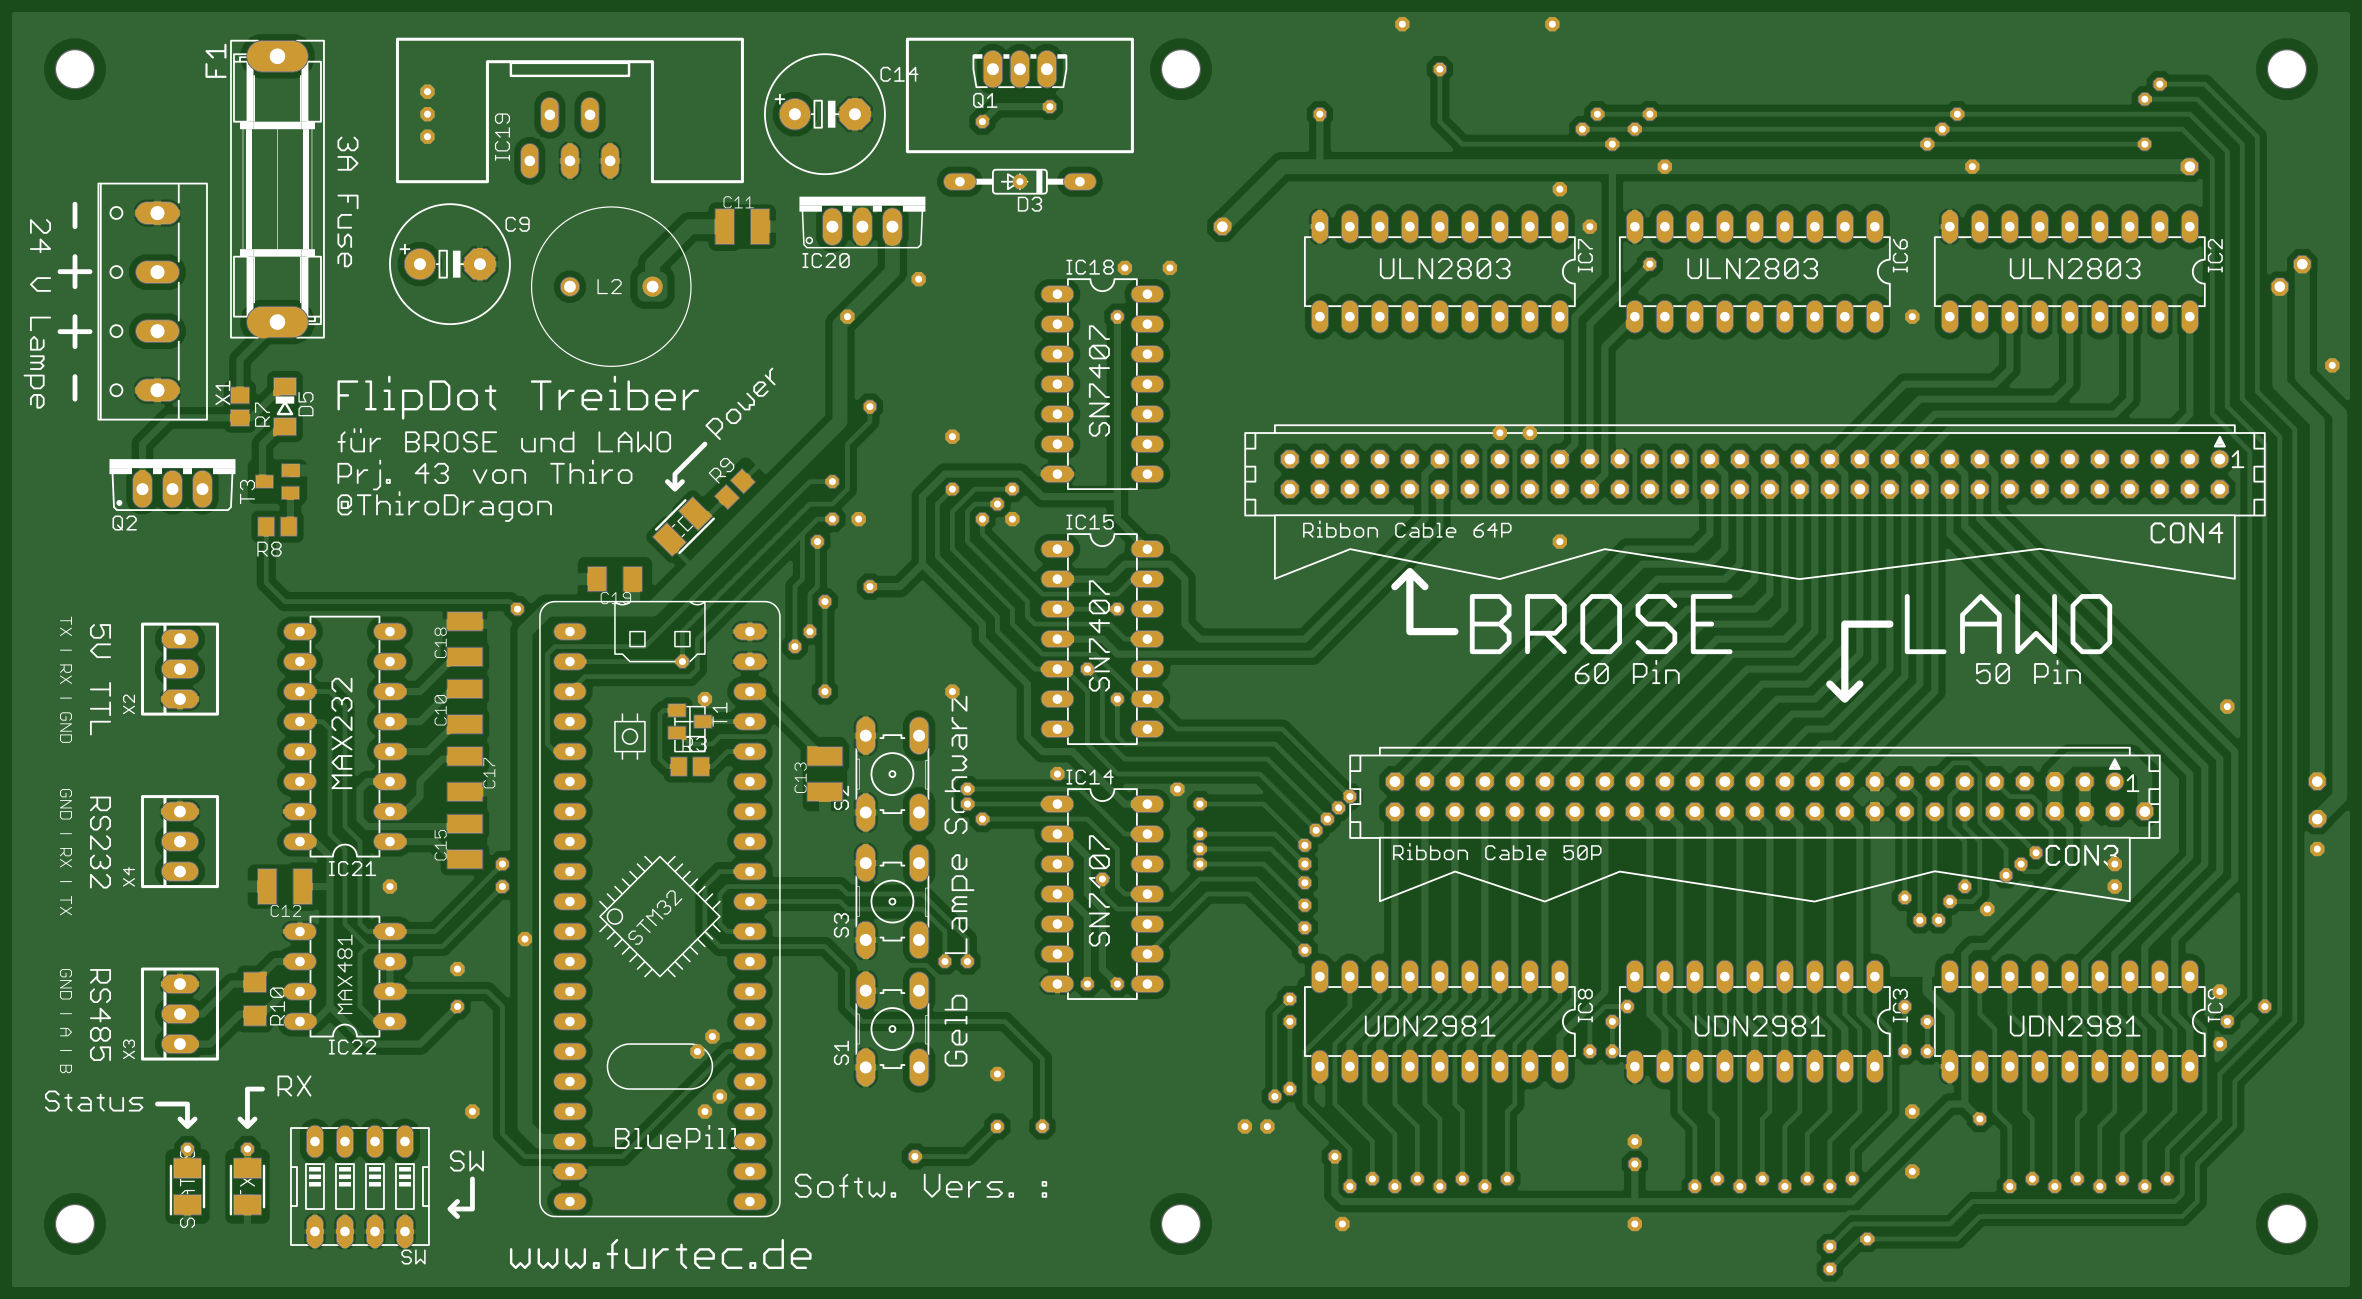 F1
3A Fuse
IC19
C14
Q1
D3
C9
C11
L2
IC20
24 V Lampe
X1
R7
D5
FlipDot Treiber
für BROSE und LAWO
Prj. 43 von Thiro
@ThiroDragon
Power
R9
Q2
T3
R8
C19
IC18
SN7407
IC15
SN7407
IC14
SN7407
ULN2803
IC7
ULN2803
IC6
ULN2803
IC2
1
Ribbon Cable 64P
CON4
BROSE
60 Pin
LAWO
50 Pin
1
Ribbon Cable 50P
CON3
UDN2981
IC8
UDN2981
IC3
UDN2981
5V TTL
TX | RX | GND
X2
RS232
GND | RX | TX
X4
RS485
GND | A | B
X3
MAX232
IC21
C18
C10
C17
C15
C12
MAX481
IC22
R10
T1
R3
C13
STM32
BluePill
S2
S3
S1
Schwarz
Lampe
Gelb
Status
RX
SW
SW
Softw. Vers. :
www.furtec.de